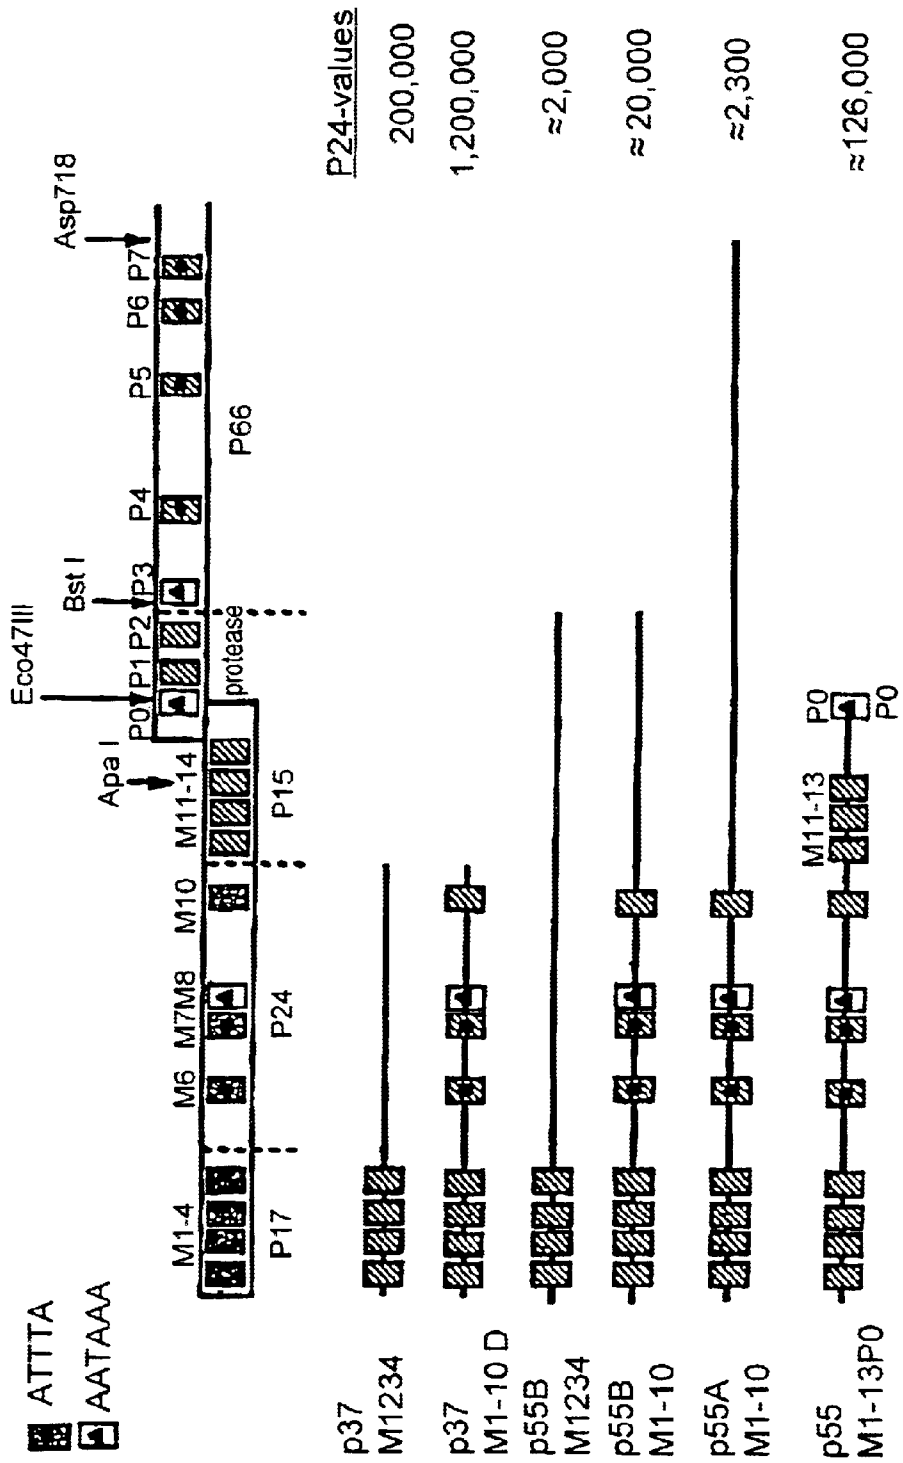 ATTTA
AATAAA
Eco47III
Asp718
Bst I
Apa I
M1-4
M6
M7M8
M10
M11-14
P0
P1
P2
P3
P4
P5
P6
P7
P17
P24
P15
protease
P66
P24-values
p37
M1234
200,000
p37
M1-10 D
1,200,000
p55B
M1234
≈2,000
p55B
M1-10
≈20,000
p55A
M1-10
≈2,300
p55
M1-13P0
M11-13
P0
P0
≈126,000